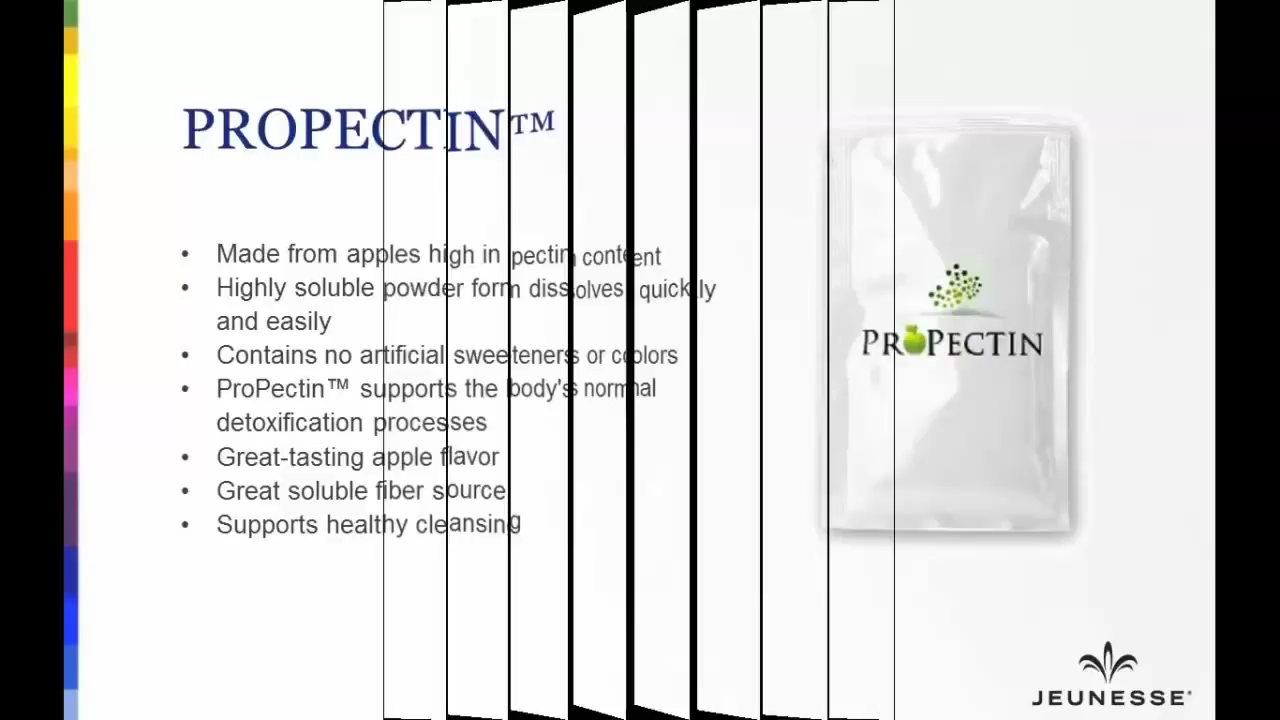 PROPECTIN™
• Made from apples high in pectin content
• Highly soluble powder form dissolves quickly
and easily
• Contains no artificial sweeteners or colors
• ProPectin™ supports the body's normal
detoxification processes
• Great-tasting apple flavor
• Great soluble fiber source
• Supports healthy cleansing
PROPECTIN
JEUNESSE®